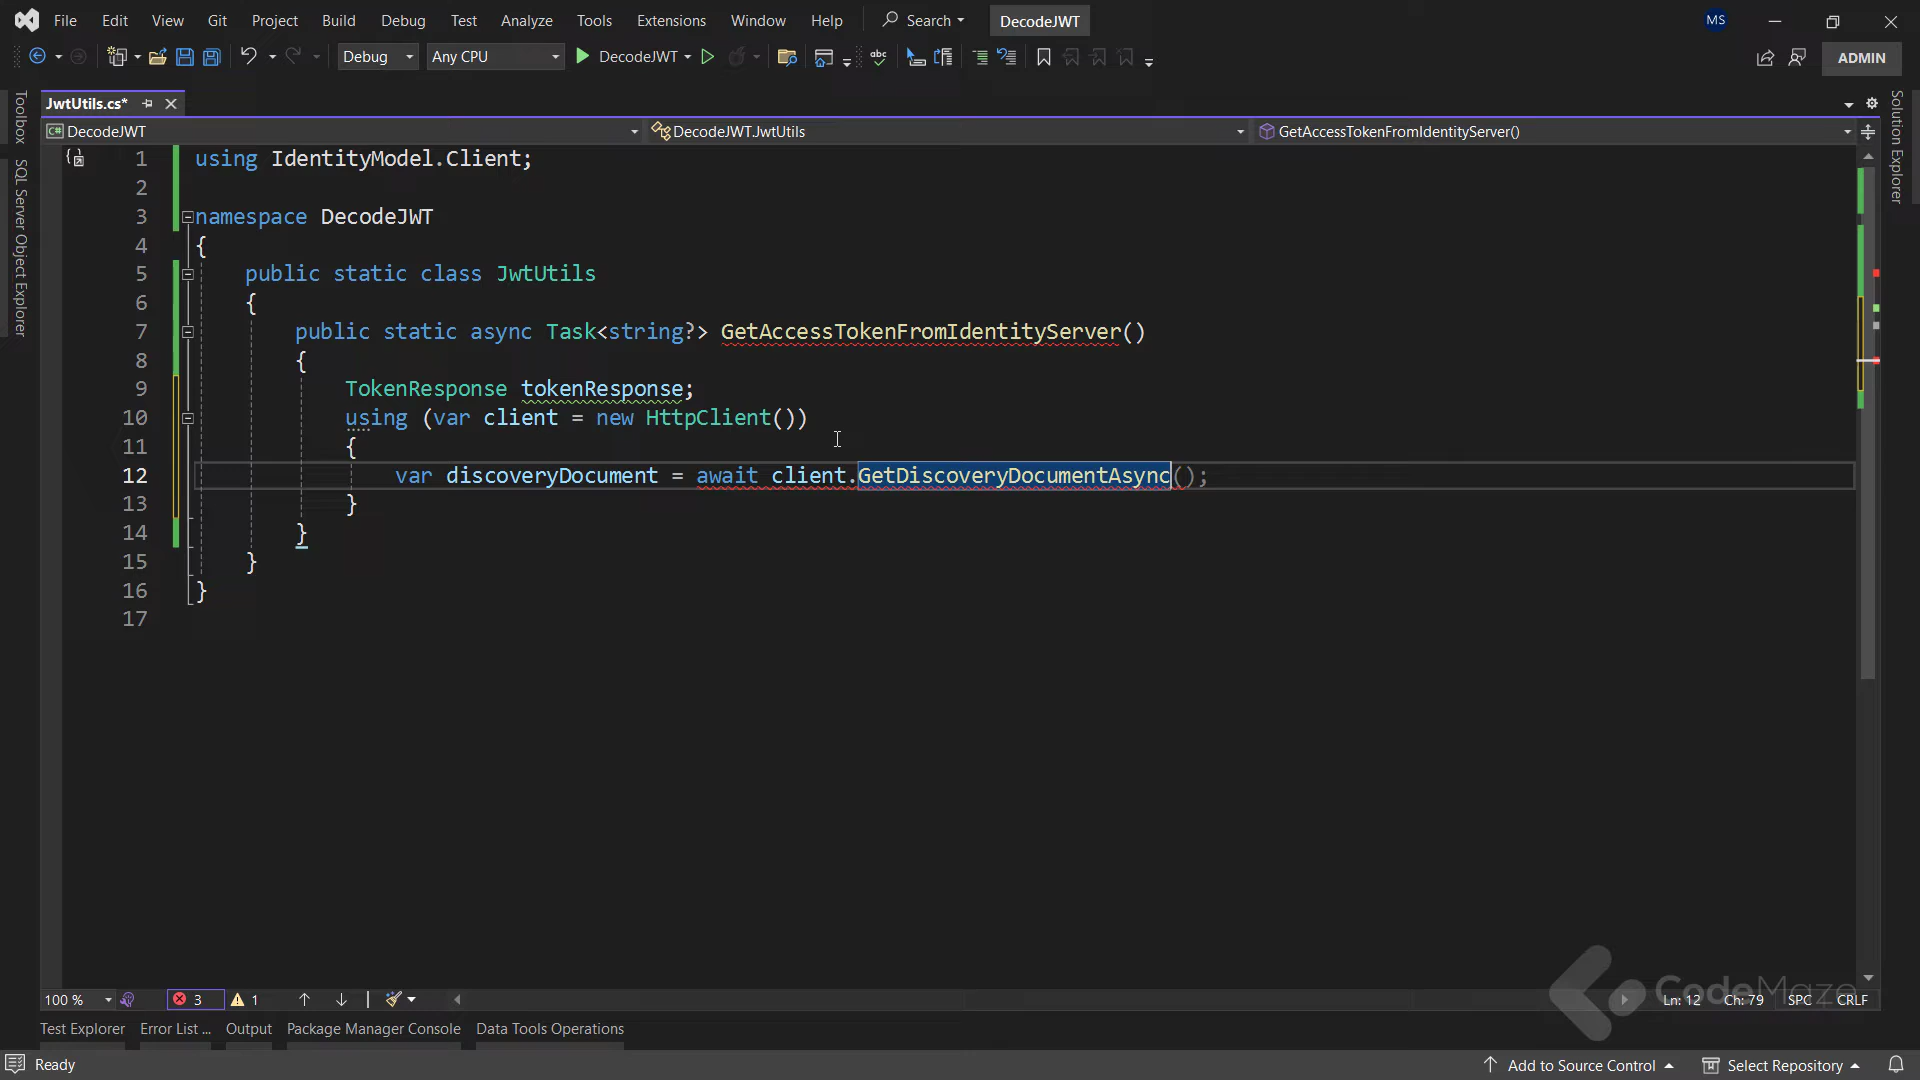 File Edit View Git Project Build Debug Test Analyze Tools Extensions Window Help Search DecodeJWT MS
Debug Any CPU DecodeJWT abc ADMIN
JwtUtils.cs*
DecodeJWT DecodeJWT.JwtUtils GetAccessTokenFromIdentityServer()
Toolbox
SQL Server Object Explorer
Solution Explorer
1 using IdentityModel.Client;
2
3 namespace DecodeJWT
4 {
5 public static class JwtUtils
6 {
7 public static async Task<string?> GetAccessTokenFromIdentityServer()
8 {
9 TokenResponse tokenResponse;
10 using (var client = new HttpClient())
11 {
12 var discoveryDocument = await client.GetDiscoveryDocumentAsync();
13 }
14 }
15 }
16 }
17
CodeMaze
100 % 3 1 Ln: 12 Ch: 79 SPC CRLF
Test Explorer Error List ... Output Package Manager Console Data Tools Operations
Ready Add to Source Control Select Repository